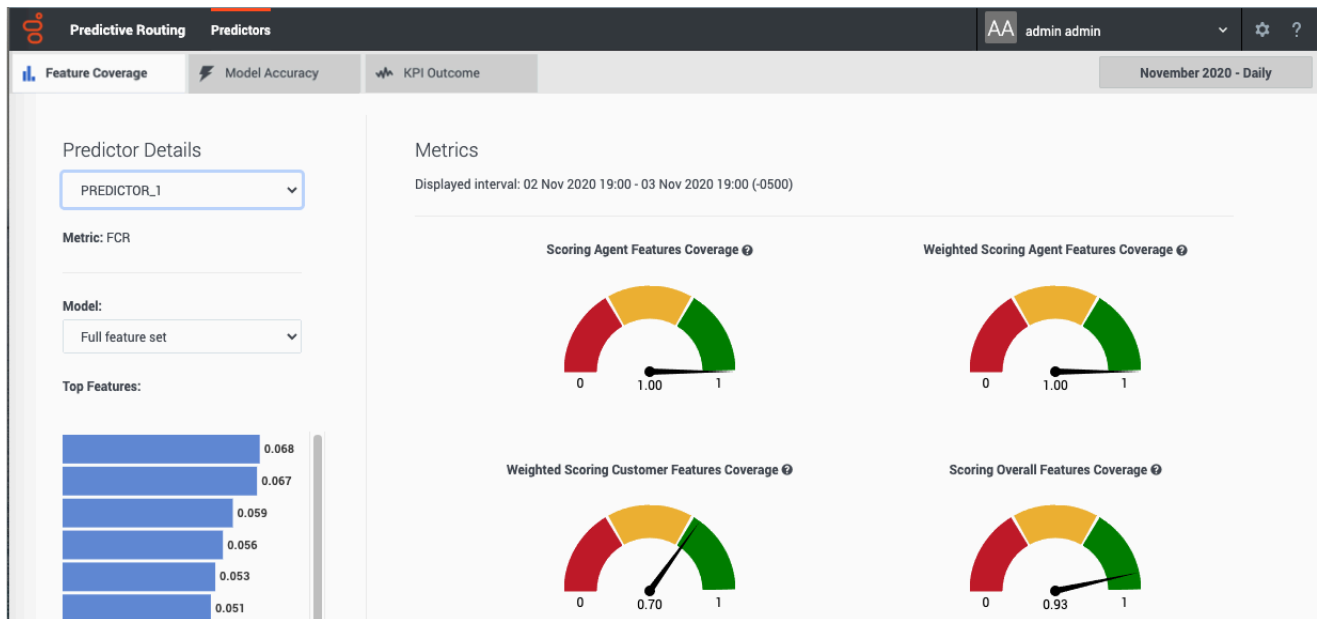 Predictive Routing
Predictors
AA admin admin
?
Feature Coverage
Model Accuracy
KPI Outcome
November 2020 - Daily
Predictor Details
PREDICTOR_1
Metric: FCR
Model:
Full feature set
Top Features:
0.068
0.067
0.059
0.056
0.053
0.051
Metrics
Displayed interval: 02 Nov 2020 19:00 - 03 Nov 2020 19:00 (-0500)
Scoring Agent Features Coverage ?
0 1.00 1
Weighted Scoring Agent Features Coverage ?
0 1.00 1
Weighted Scoring Customer Features Coverage ?
0 0.70 1
Scoring Overall Features Coverage ?
0 0.93 1